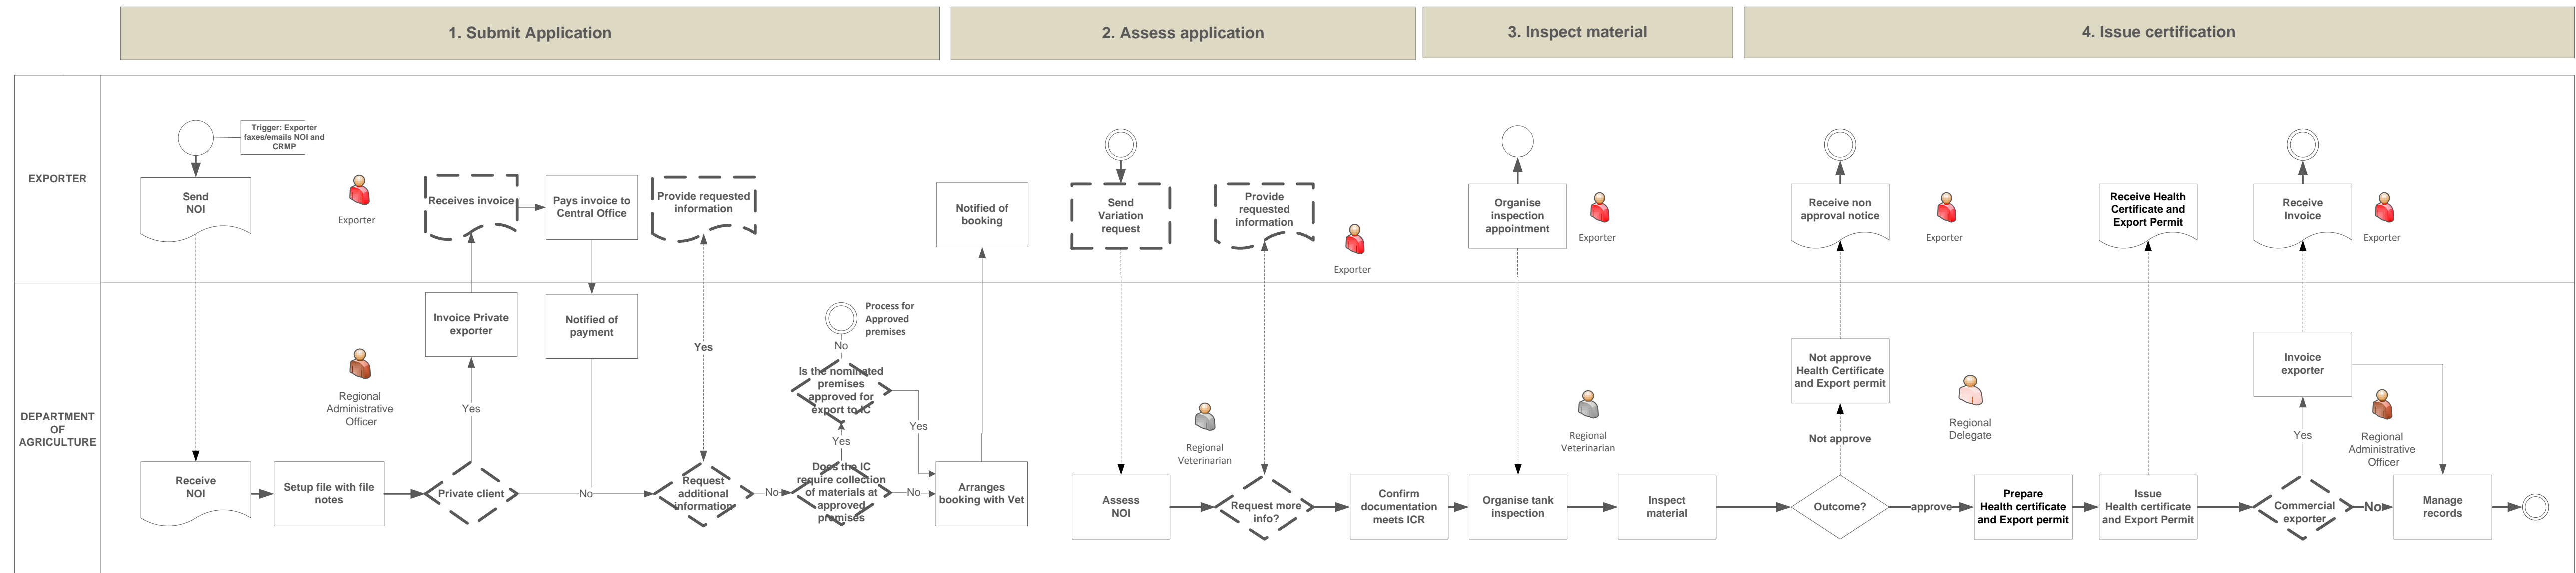 1. Submit Application
2. Assess application
3. Inspect material
4. Issue certification
EXPORTER
Trigger: Exporter
faxes/emails NOI and
CRMP
Send
NOI
Exporter
Receives invoice
Pays invoice to
Central Office
Provide requested
information
Notified of
booking
Send
Variation
request
Provide
requested
information
Exporter
Organise
inspection
appointment
Exporter
Receive non
approval notice
Exporter
Receive Health
Certificate and
Export Permit
Receive
Invoice
Exporter
DEPARTMENT
OF
AGRICULTURE
Invoice Private
exporter
Notified of
payment
Yes
Process for
Approved
premises
No
Is the nominated
premises
approved for
export to IC
Regional
Administrative
Officer
Yes
Yes
Yes
Does the IC
require collection
of materials at
approved
premises
Receive
NOI
Setup file with file
notes
Private client
No
Request
additional
information
No
No
Arranges
booking with Vet
Regional
Veterinarian
Assess
NOI
Request more
info?
Confirm
documentation
meets ICR
Regional
Veterinarian
Organise tank
inspection
Inspect
material
Not approve
Health Certificate
and Export permit
Not approve
Regional
Delegate
Outcome?
approve
Prepare
Health certificate
and Export permit
Issue
Health certificate
and Export Permit
Invoice
exporter
Yes
Regional
Administrative
Officer
Commercial
exporter
No
Manage
records